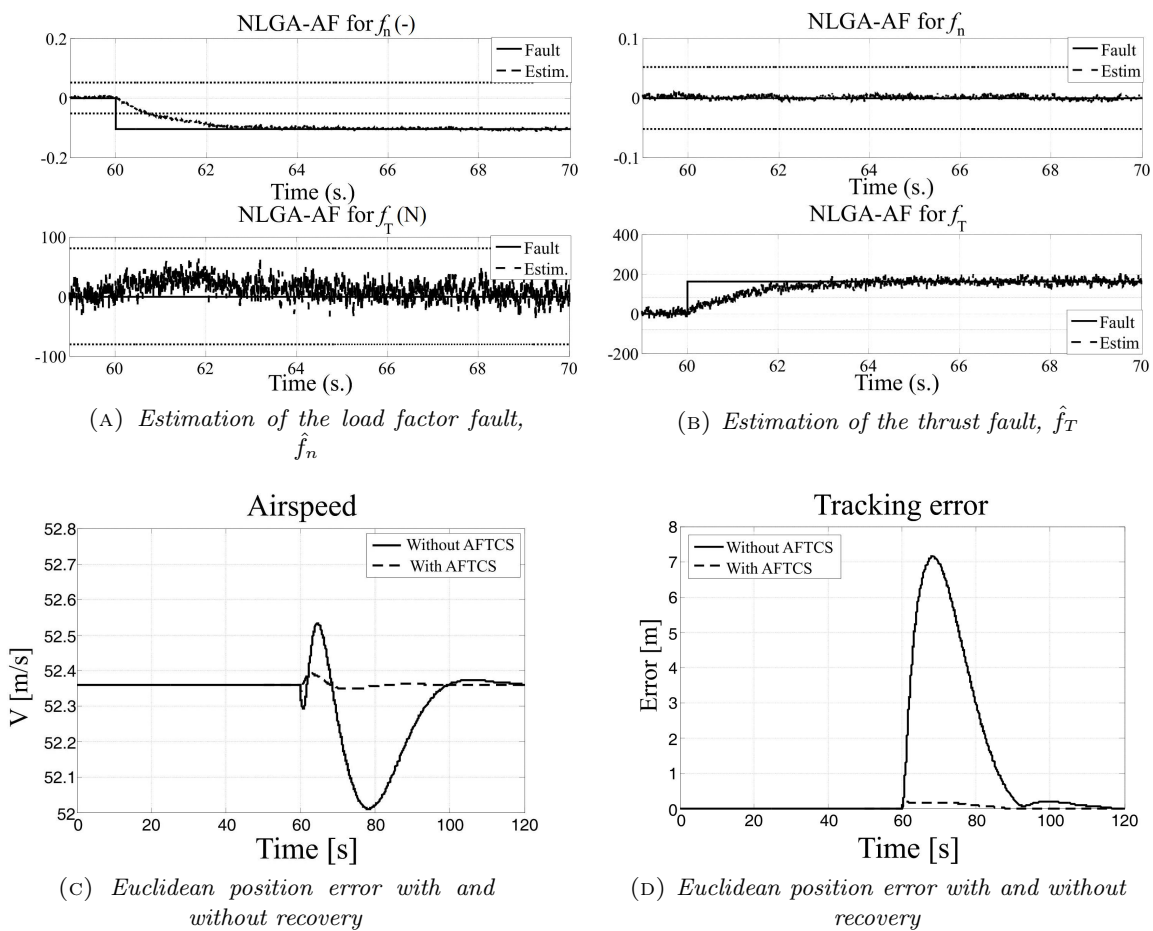 NLGA-AF for fn (-)
0.2
0
-0.2
Fault
Estim.
60 62 64 66 68 70
Time (s.)
NLGA-AF for fT (N)
100
0
-100
Fault
Estim.
60 62 64 66 68 70
Time (s.)
(A) Estimation of the load factor fault,
f̂n
NLGA-AF for fn
0.1
0
-0.1
Fault
Estim
60 62 64 66 68 70
Time (s.)
NLGA-AF for fT
400
200
0
-200
Fault
Estim
60 62 64 66 68 70
Time (s.)
(B) Estimation of the thrust fault, f̂T
Airspeed
52.8
52.7
52.6
52.5
52.4
52.3
52.2
52.1
52
V [m/s]
Without AFTCS
With AFTCS
0 20 40 60 80 100 120
Time [s]
(C) Euclidean position error with and
without recovery
Tracking error
8
7
6
5
4
3
2
1
0
Error [m]
Without AFTCS
With AFTCS
0 20 40 60 80 100 120
Time [s]
(D) Euclidean position error with and without
recovery